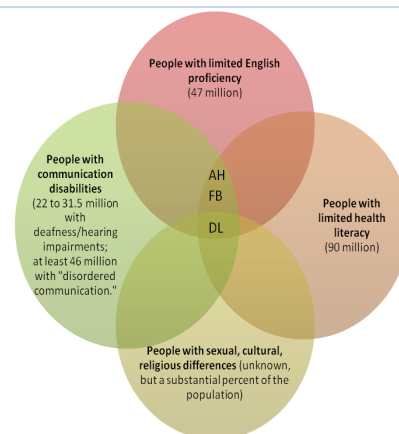 People with limited English
proficiency
(47 million)
People with
communication
disabilities
(22 to 31.5 million
with
deafness/hearing
impairments;
at least 46 million
with "disordered
communication."
AH
FB
DL
People with
limited health
literacy
(90 million)
People with sexual, cultural,
religious differences (unknown,
but a substantial percent of the
population)